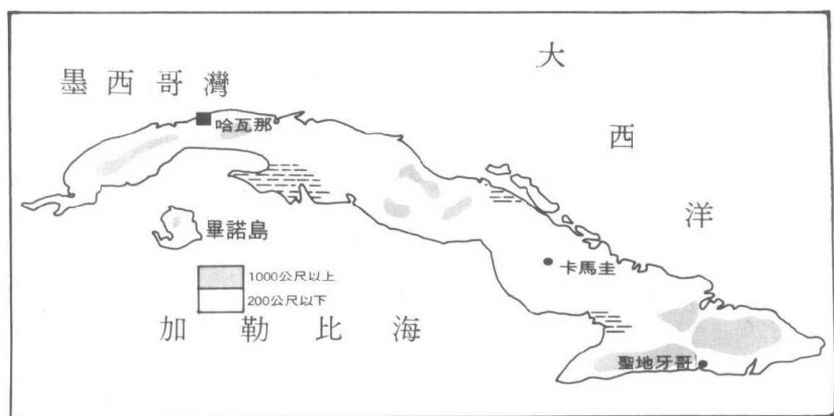 大
西
洋
墨西哥灣
哈瓦那
畢諾島
1000公尺以上
200公尺以下
卡馬圭
加勒比海
聖地牙哥